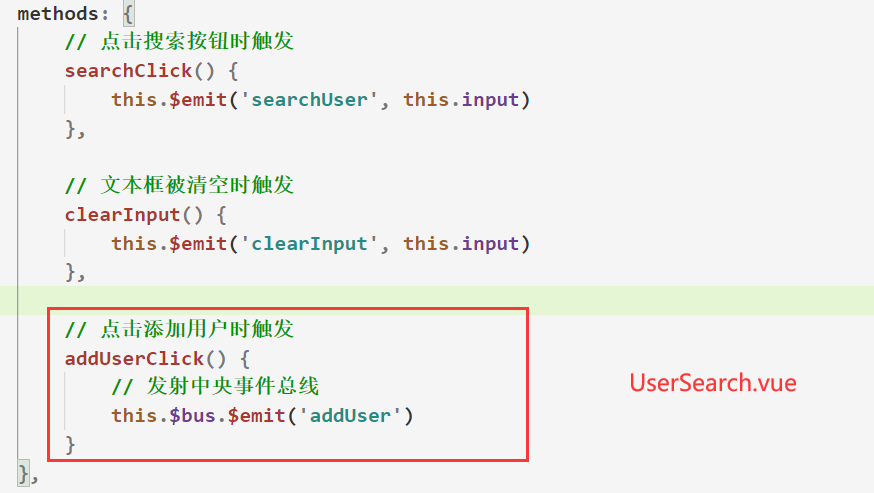 methods: {
// 点击搜索按钮时触发
searchClick() {
this.$emit('searchUser', this.input)
},
// 文本框被清空时触发
clearInput() {
this.$emit('clearInput', this.input)
},
// 点击添加用户时触发
addUserClick() {
// 发射中央事件总线
this.$bus.$emit('addUser')
}
},
UserSearch.vue